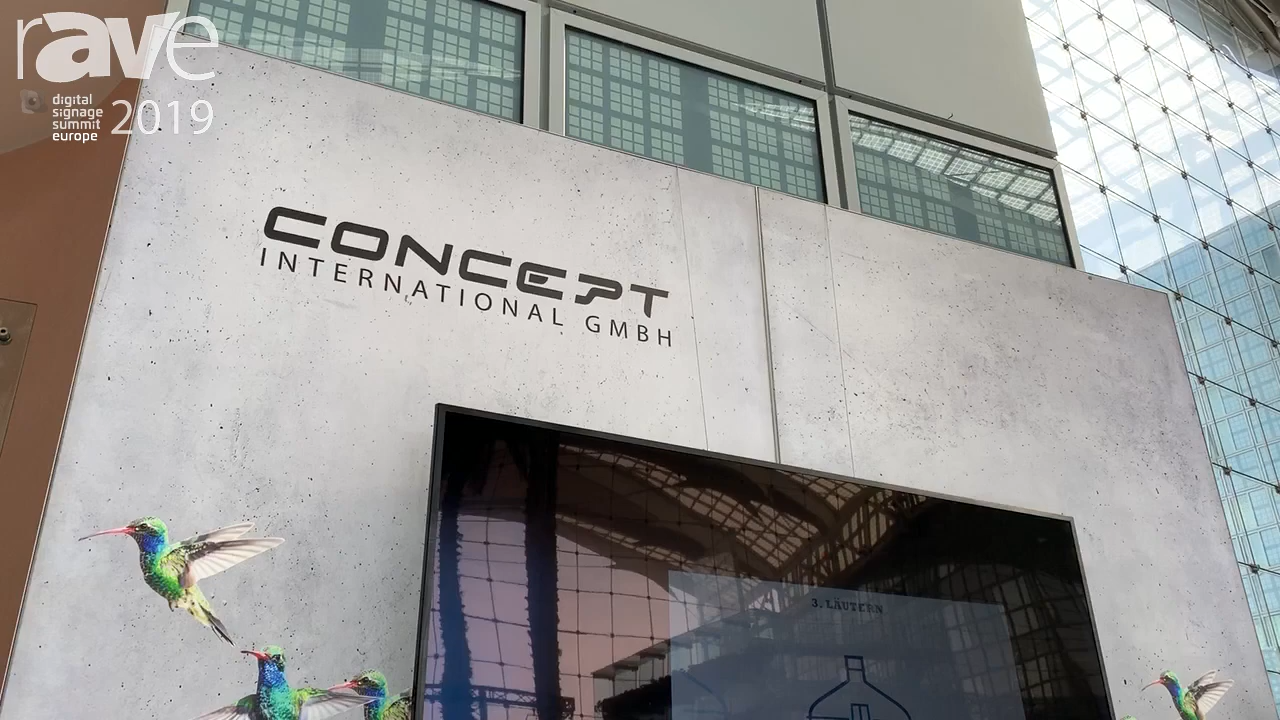 rAVe
digital
signage
summit
europe
2019
CONCEPT
INTERNATIONAL GMBH
3. LÄUTERN